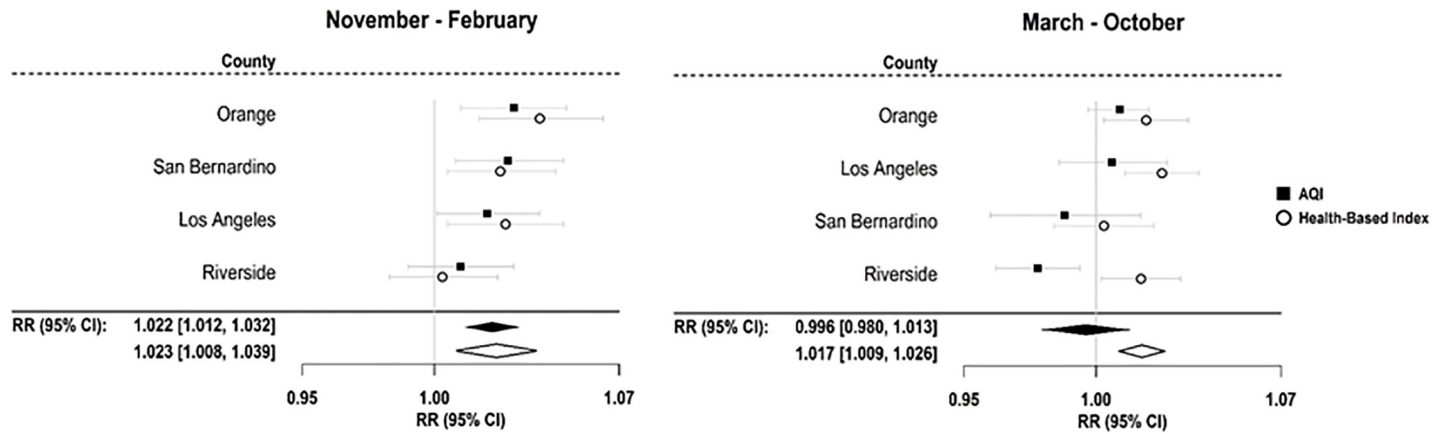 November - February
County
Orange
San Bernardino
Los Angeles
Riverside
RR (95% CI): 1.022 [1.012, 1.032]
1.023 [1.008, 1.039]
0.95 1.00 1.07
RR (95% CI)
March - October
County
Orange
Los Angeles
San Bernardino
Riverside
RR (95% CI): 0.996 [0.980, 1.013]
1.017 [1.009, 1.026]
0.95 1.00 1.07
RR (95% CI)
AQI
Health-Based Index